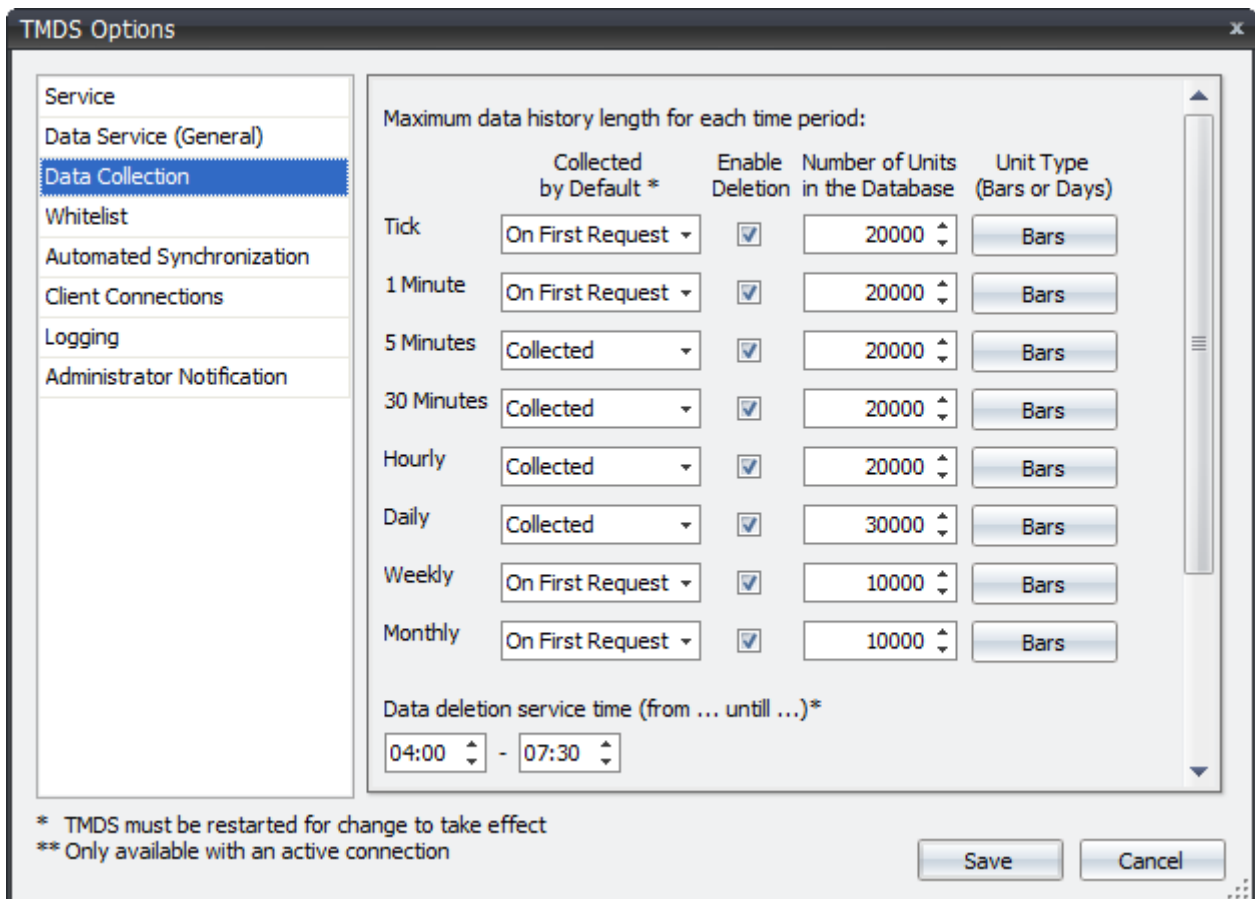 TMDS Options
x
Service
Data Service (General)
Data Collection
Whitelist
Automated Synchronization
Client Connections
Logging
Administrator Notification
Maximum data history length for each time period:
Collected by Default * Enable Deletion Number of Units in the Database Unit Type (Bars or Days)
Tick On First Request 20000 Bars
1 Minute On First Request 20000 Bars
5 Minutes Collected 20000 Bars
30 Minutes Collected 20000 Bars
Hourly Collected 20000 Bars
Daily Collected 30000 Bars
Weekly On First Request 10000 Bars
Monthly On First Request 10000 Bars
Data deletion service time (from ... untill ...)*
04:00 - 07:30
* TMDS must be restarted for change to take effect
** Only available with an active connection
Save Cancel